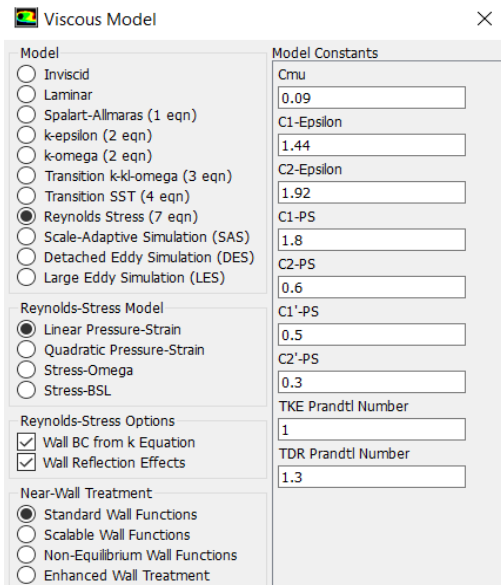 Viscous Model
Model
Inviscid
Laminar
Spalart-Allmaras (1 eqn)
k-epsilon (2 eqn)
k-omega (2 eqn)
Transition k-kl-omega (3 eqn)
Transition SST (4 eqn)
Reynolds Stress (7 eqn)
Scale-Adaptive Simulation (SAS)
Detached Eddy Simulation (DES)
Large Eddy Simulation (LES)
Reynolds-Stress Model
Linear Pressure-Strain
Quadratic Pressure-Strain
Stress-Omega
Stress-BSL
Reynolds-Stress Options
Wall BC from k Equation
Wall Reflection Effects
Near-Wall Treatment
Standard Wall Functions
Scalable Wall Functions
Non-Equilibrium Wall Functions
Enhanced Wall Treatment
Model Constants
Cmu
0.09
C1-Epsilon
1.44
C2-Epsilon
1.92
C1-PS
1.8
C2-PS
0.6
C1'-PS
0.5
C2'-PS
0.3
TKE Prandtl Number
1
TDR Prandtl Number
1.3